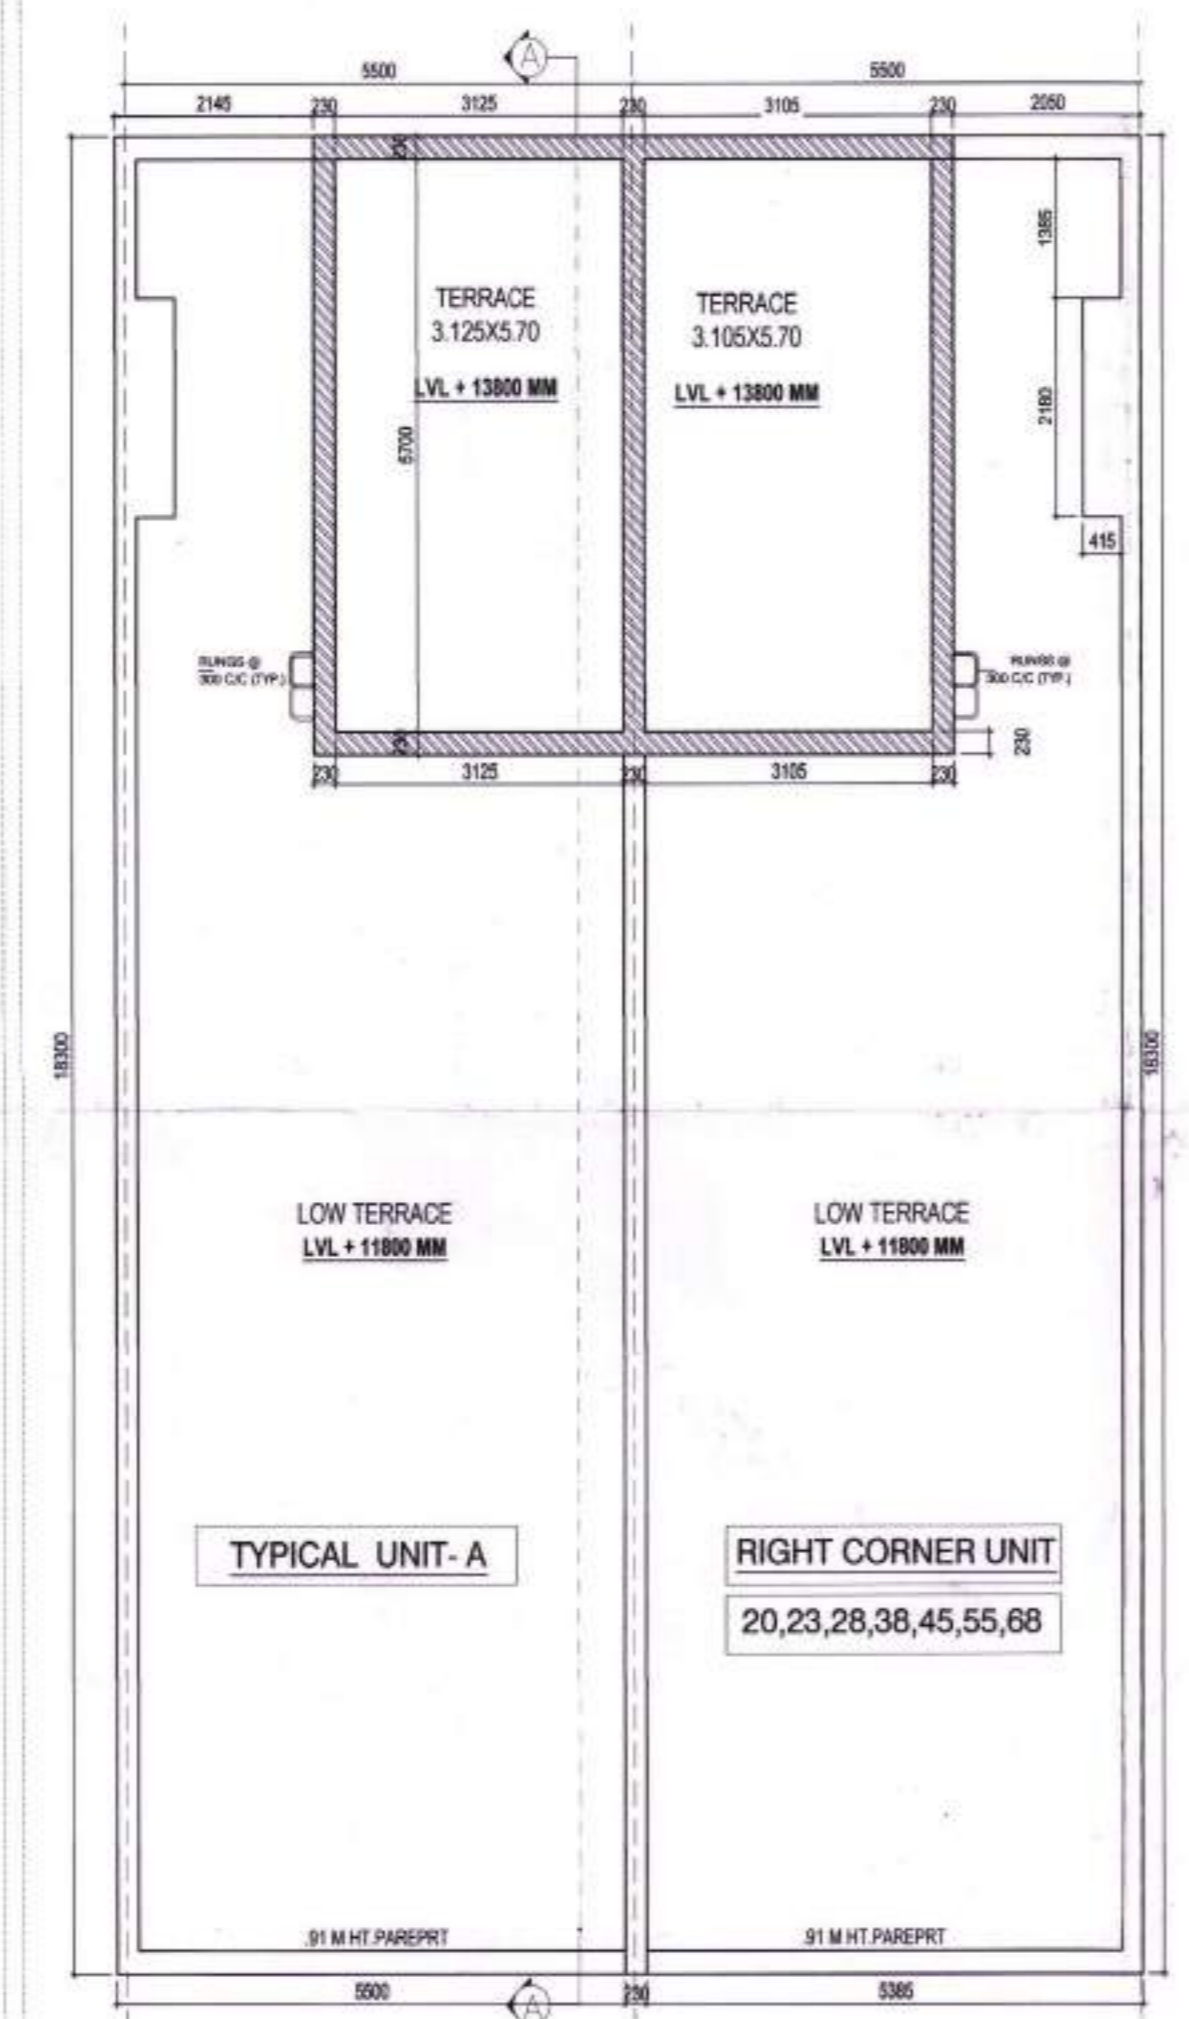 A
5500
5500
2145
230
3125
230
3105
230
2050
230
1385
TERRACE
3.125X5.70
LVL + 13800 MM
TERRACE
3.105X5.70
LVL + 13800 MM
5700
2180
415
RUNGS @
300 C/C (TYP.)
RUNGS @
300 C/C (TYP.)
230
230
230
3125
230
3105
230
18300
18300
LOW TERRACE
LVL + 11800 MM
LOW TERRACE
LVL + 11800 MM
TYPICAL UNIT- A
RIGHT CORNER UNIT
20,23,28,38,45,55,68
.91 M HT.PAREPRT
.91 M HT.PAREPRT
5500
A
230
5385